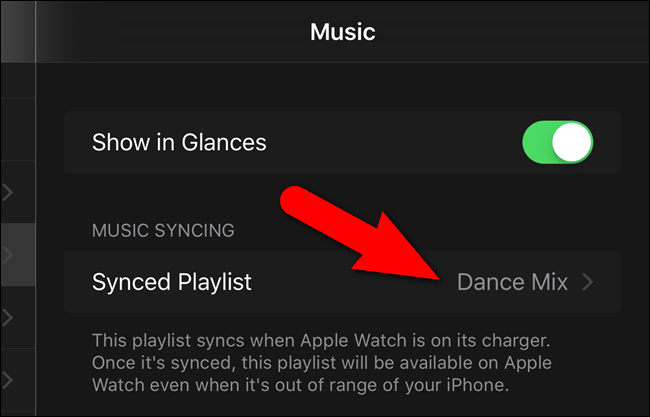 Music
Show in Glances
MUSIC SYNCING
Synced Playlist Dance Mix
This playlist syncs when Apple Watch is on its charger.
Once it's synced, this playlist will be available on Apple
Watch even when it's out of range of your iPhone.